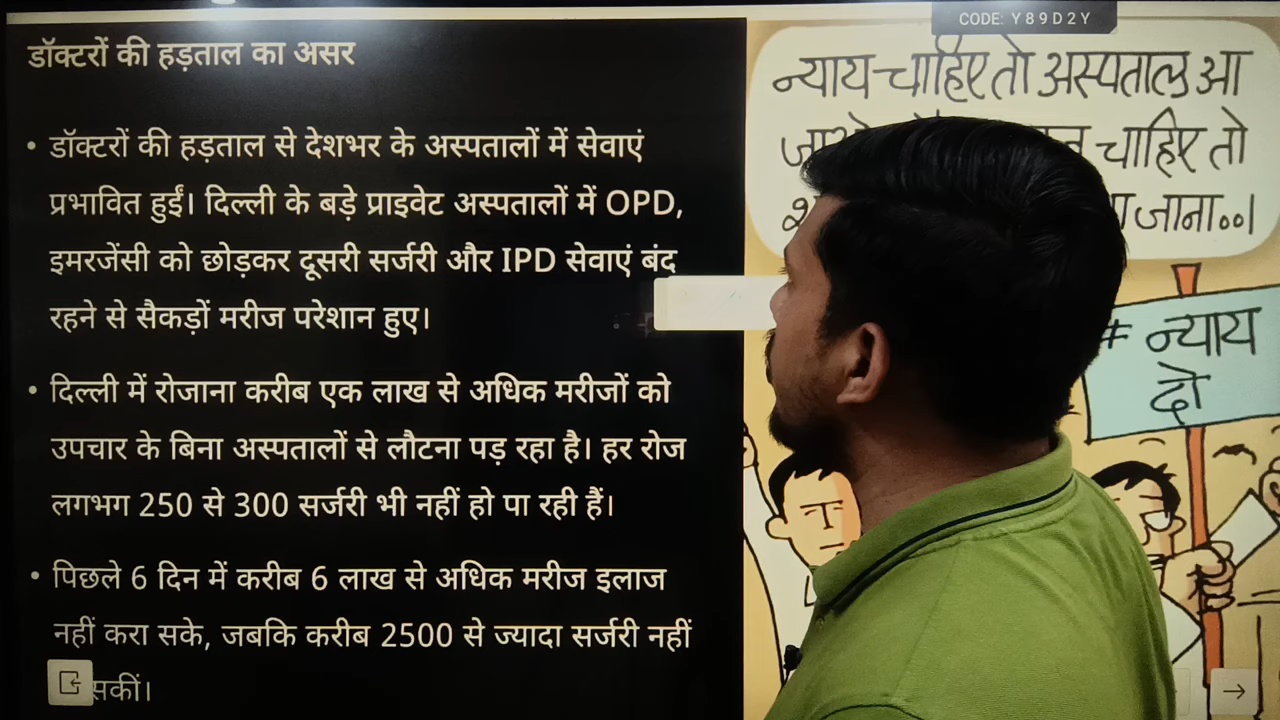 CODE: Y89D2Y
डॉक्टरों की हड़ताल का असर
• डॉक्टरों की हड़ताल से देशभर के अस्पतालों में सेवाएं
प्रभावित हुईं। दिल्ली के बड़े प्राइवेट अस्पतालों में OPD,
इमरजेंसी को छोड़कर दूसरी सर्जरी और IPD सेवाएं बंद
रहने से सैकड़ों मरीज परेशान हुए।
• दिल्ली में रोजाना करीब एक लाख से अधिक मरीजों को
उपचार के बिना अस्पतालों से लौटना पड़ रहा है। हर रोज
लगभग 250 से 300 सर्जरी भी नहीं हो पा रही हैं।
• पिछले 6 दिन में करीब 6 लाख से अधिक मरीज इलाज
नहीं करा सके, जबकि करीब 2500 से ज्यादा सर्जरी नहीं
सकीं।
न्याय चाहिए तो अस्पताल आ
चाहिए तो
जाना..।
# न्याय
दो